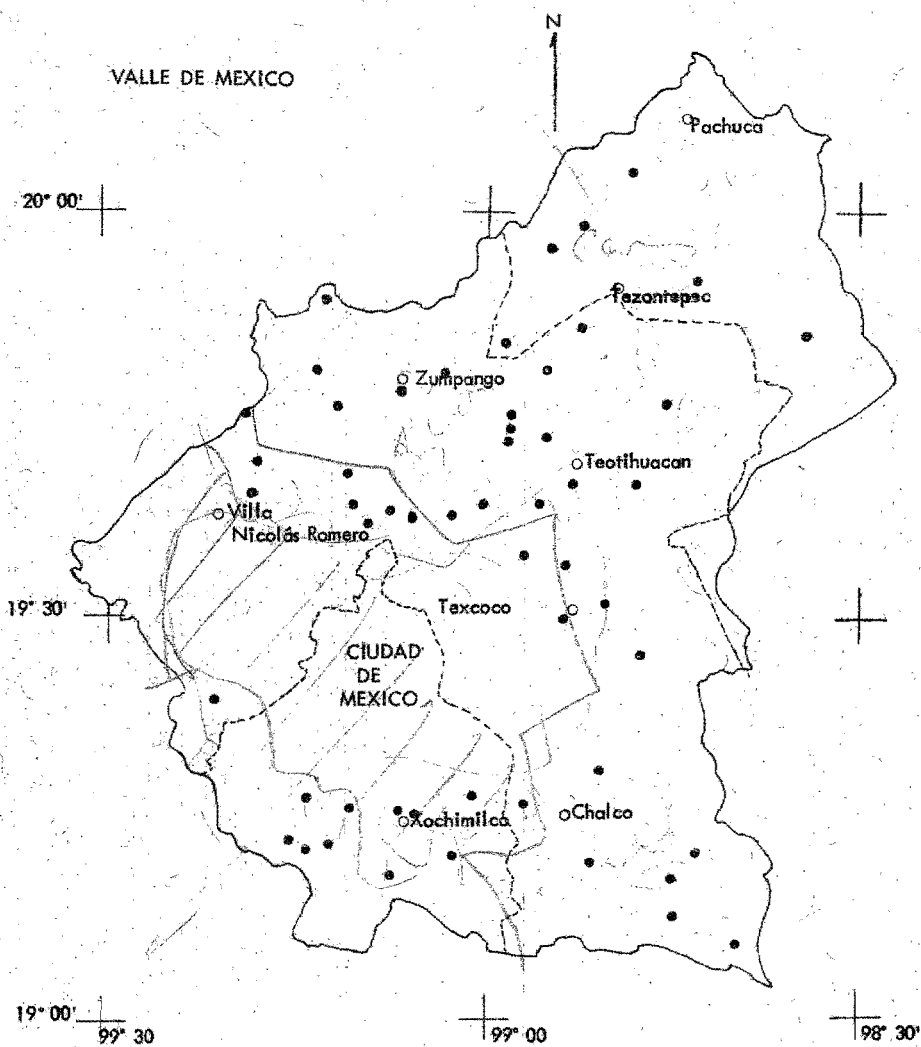 N
VALLE DE MEXICO
Pachuca
20° 00'
Tezontepec
Zumpango
Teotihuacan
Villa
Nicolás Romero
19° 30'
Texcoco
CIUDAD
DE
MEXICO
Xochimilco
Chalco
19° 00'
99° 30
99° 00
98° 30'